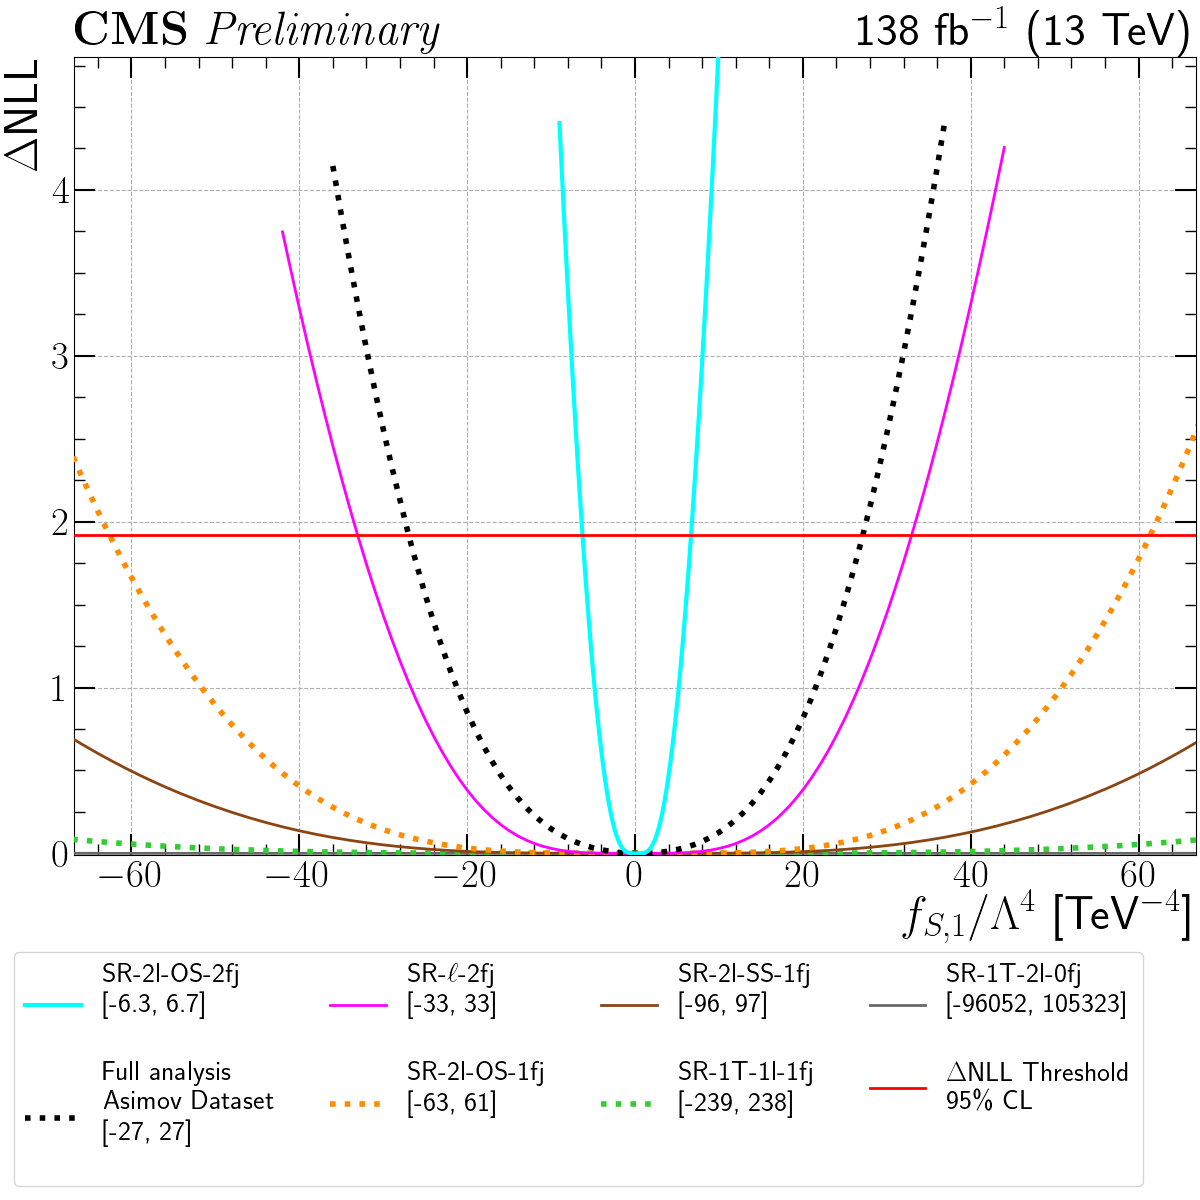 CMS Preliminary
138 fb⁻¹ (13 TeV)
ΔNLL
4
3
2
1
0
−60 −40 −20 0 20 40 60
f_{S,1}/Λ⁴ [TeV⁻⁴]
SR-2l-OS-2fj
[-6.3, 6.7]
Full analysis
Asimov Dataset
[-27, 27]
SR-ℓ-2fj
[-33, 33]
SR-2l-OS-1fj
[-63, 61]
SR-2l-SS-1fj
[-96, 97]
SR-1T-1l-1fj
[-239, 238]
SR-1T-2l-0fj
[-96052, 105323]
ΔNLL Threshold
95% CL